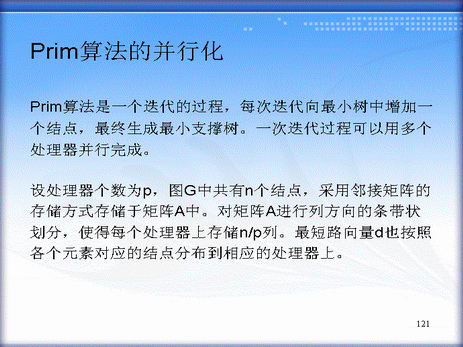 Prim算法的并行化
Prim算法是一个迭代的过程，每次迭代向最小树中增加一
个结点，最终生成最小支撑树。一次迭代过程可以用多个
处理器并行完成。
设处理器个数为p，图G中共有n个结点，采用邻接矩阵的
存储方式存储于矩阵A中。对矩阵A进行列方向的条带状
划分，使得每个处理器上存储n/p列。最短路向量d也按照
各个元素对应的结点分布到相应的处理器上。
121